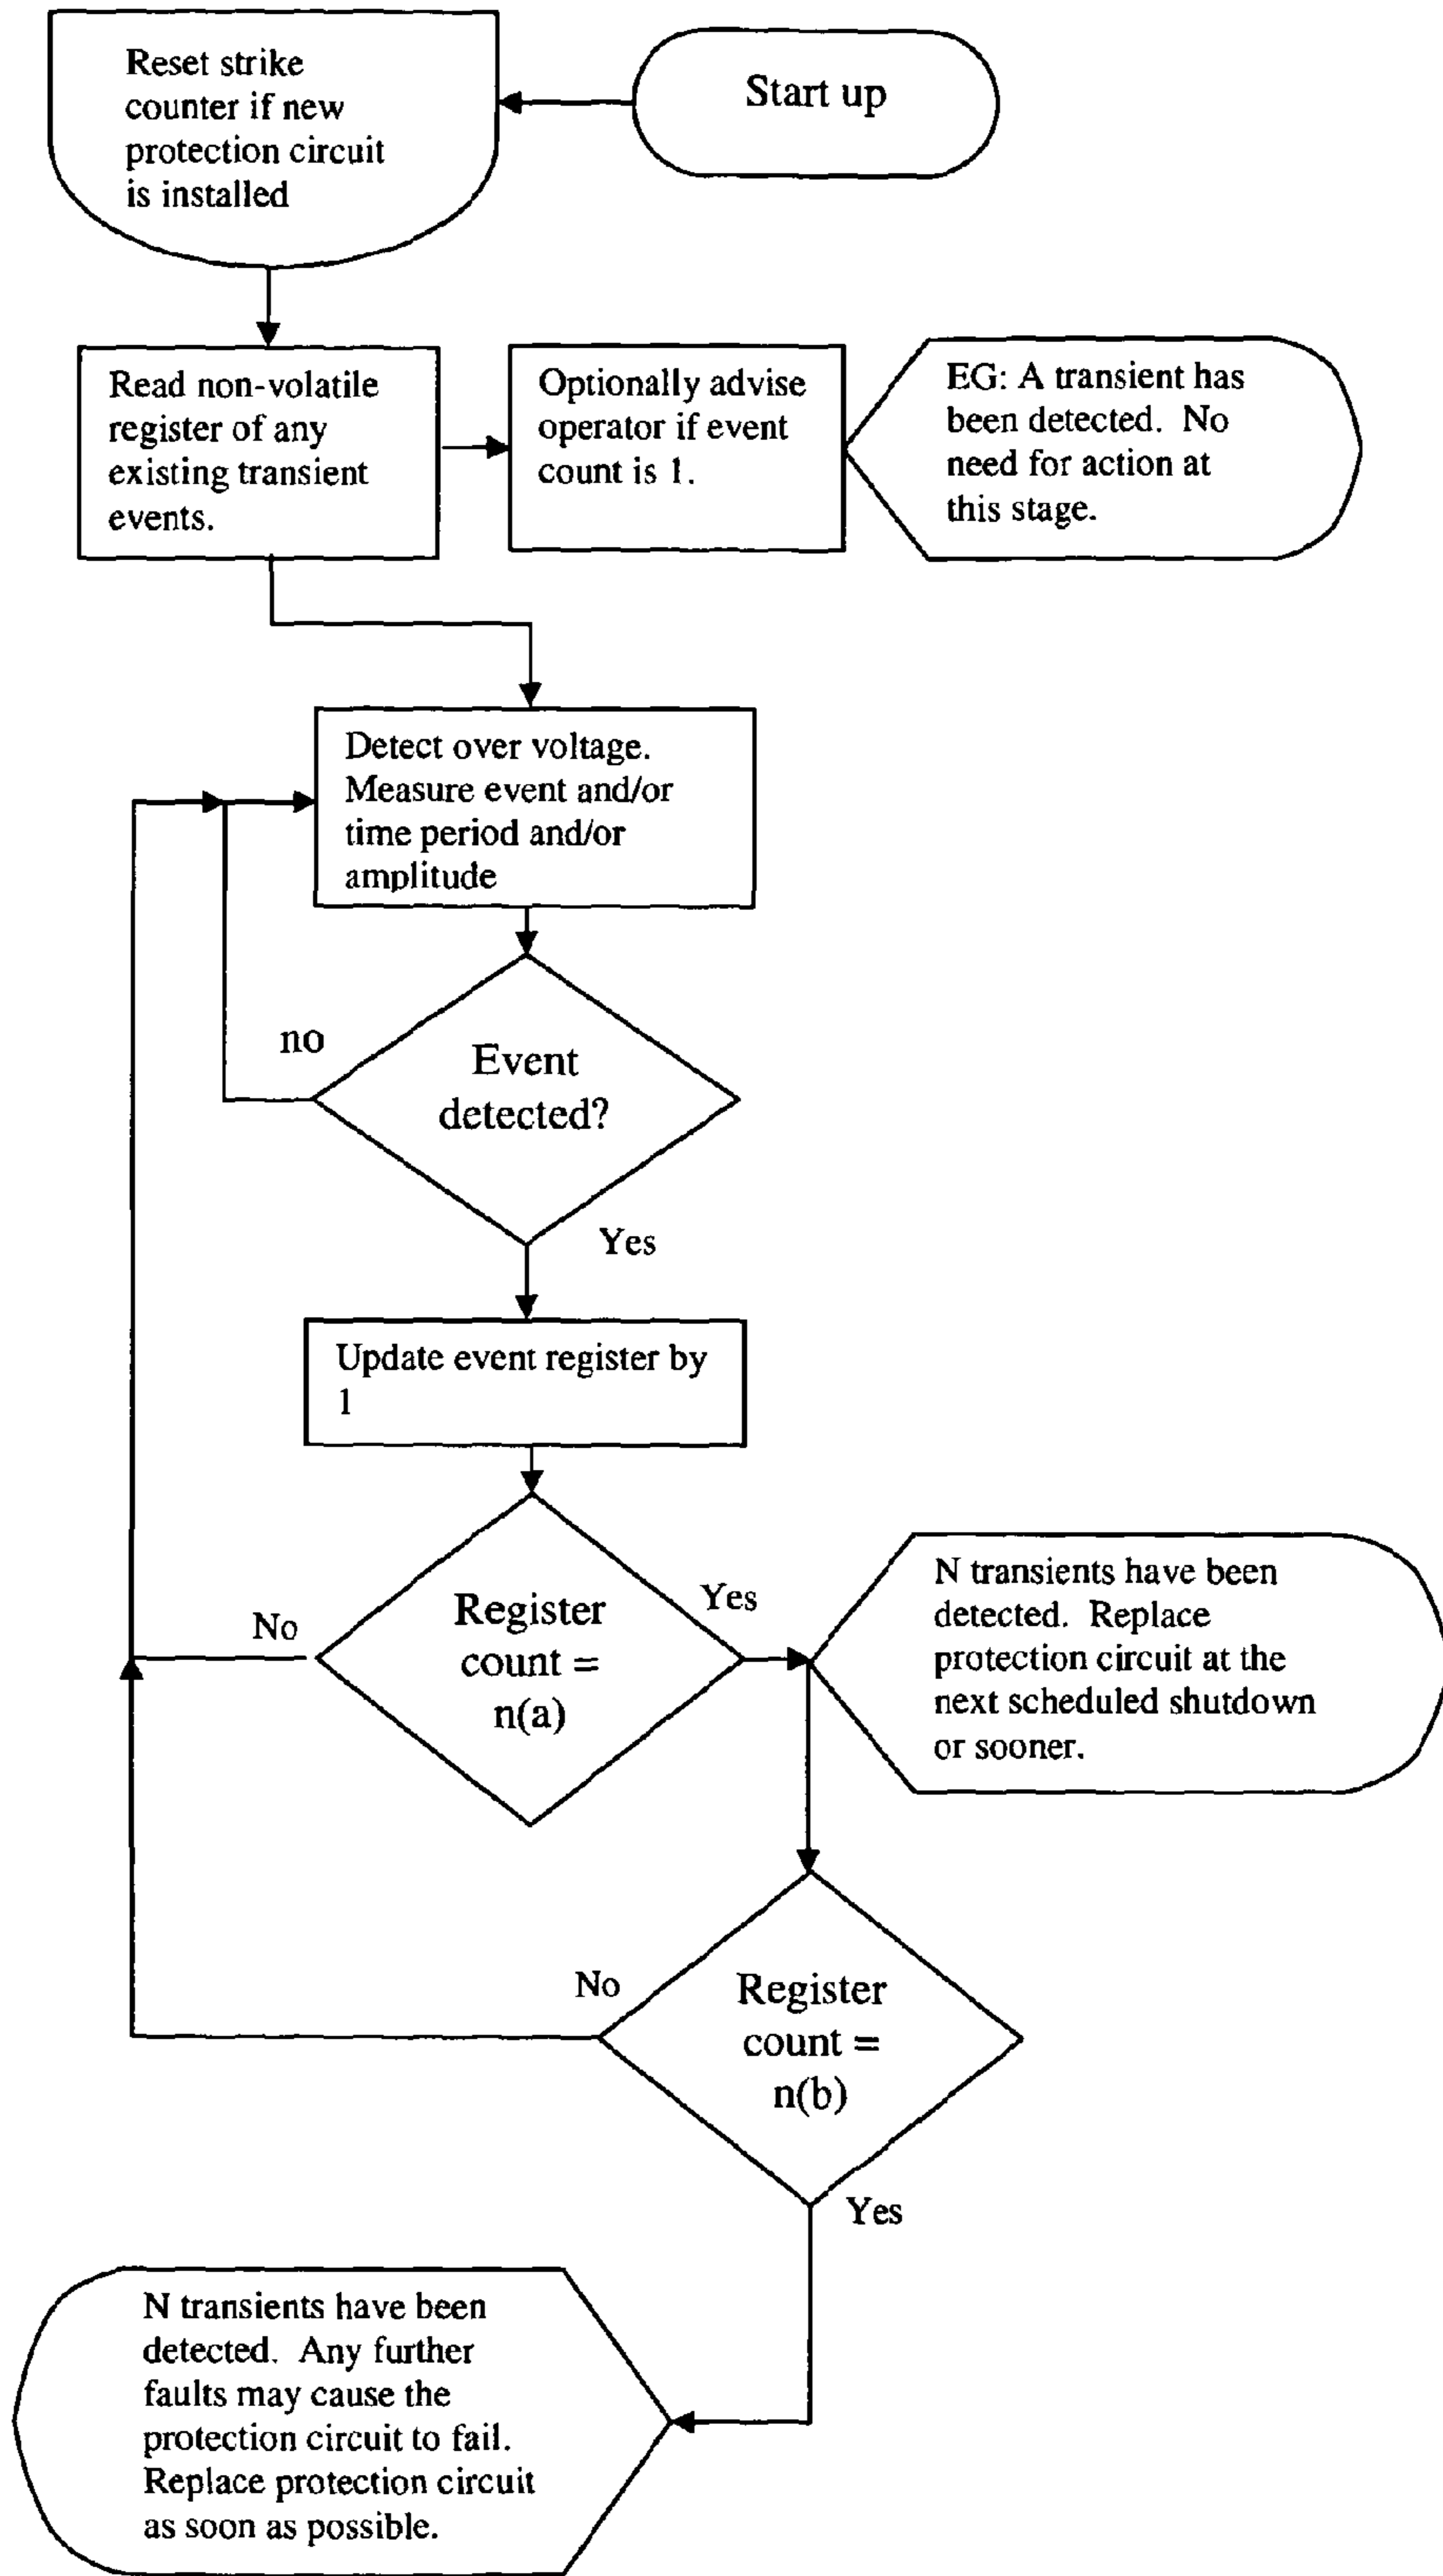 Reset strike
counter if new
protection circuit
is installed
Start up
Read non-volatile
register of any
existing transient
events.
Optionally advise
operator if event
count is 1.
EG: A transient has
been detected. No
need for action at
this stage.
Detect over voltage.
Measure event and/or
time period and/or
amplitude
no
Event
detected?
Yes
Update event register by
1
No
Register
count =
n(a)
Yes
N transients have been
detected. Replace
protection circuit at the
next scheduled shutdown
or sooner.
No
Register
count =
n(b)
Yes
N transients have been
detected. Any further
faults may cause the
protection circuit to fail.
Replace protection circuit
as soon as possible.